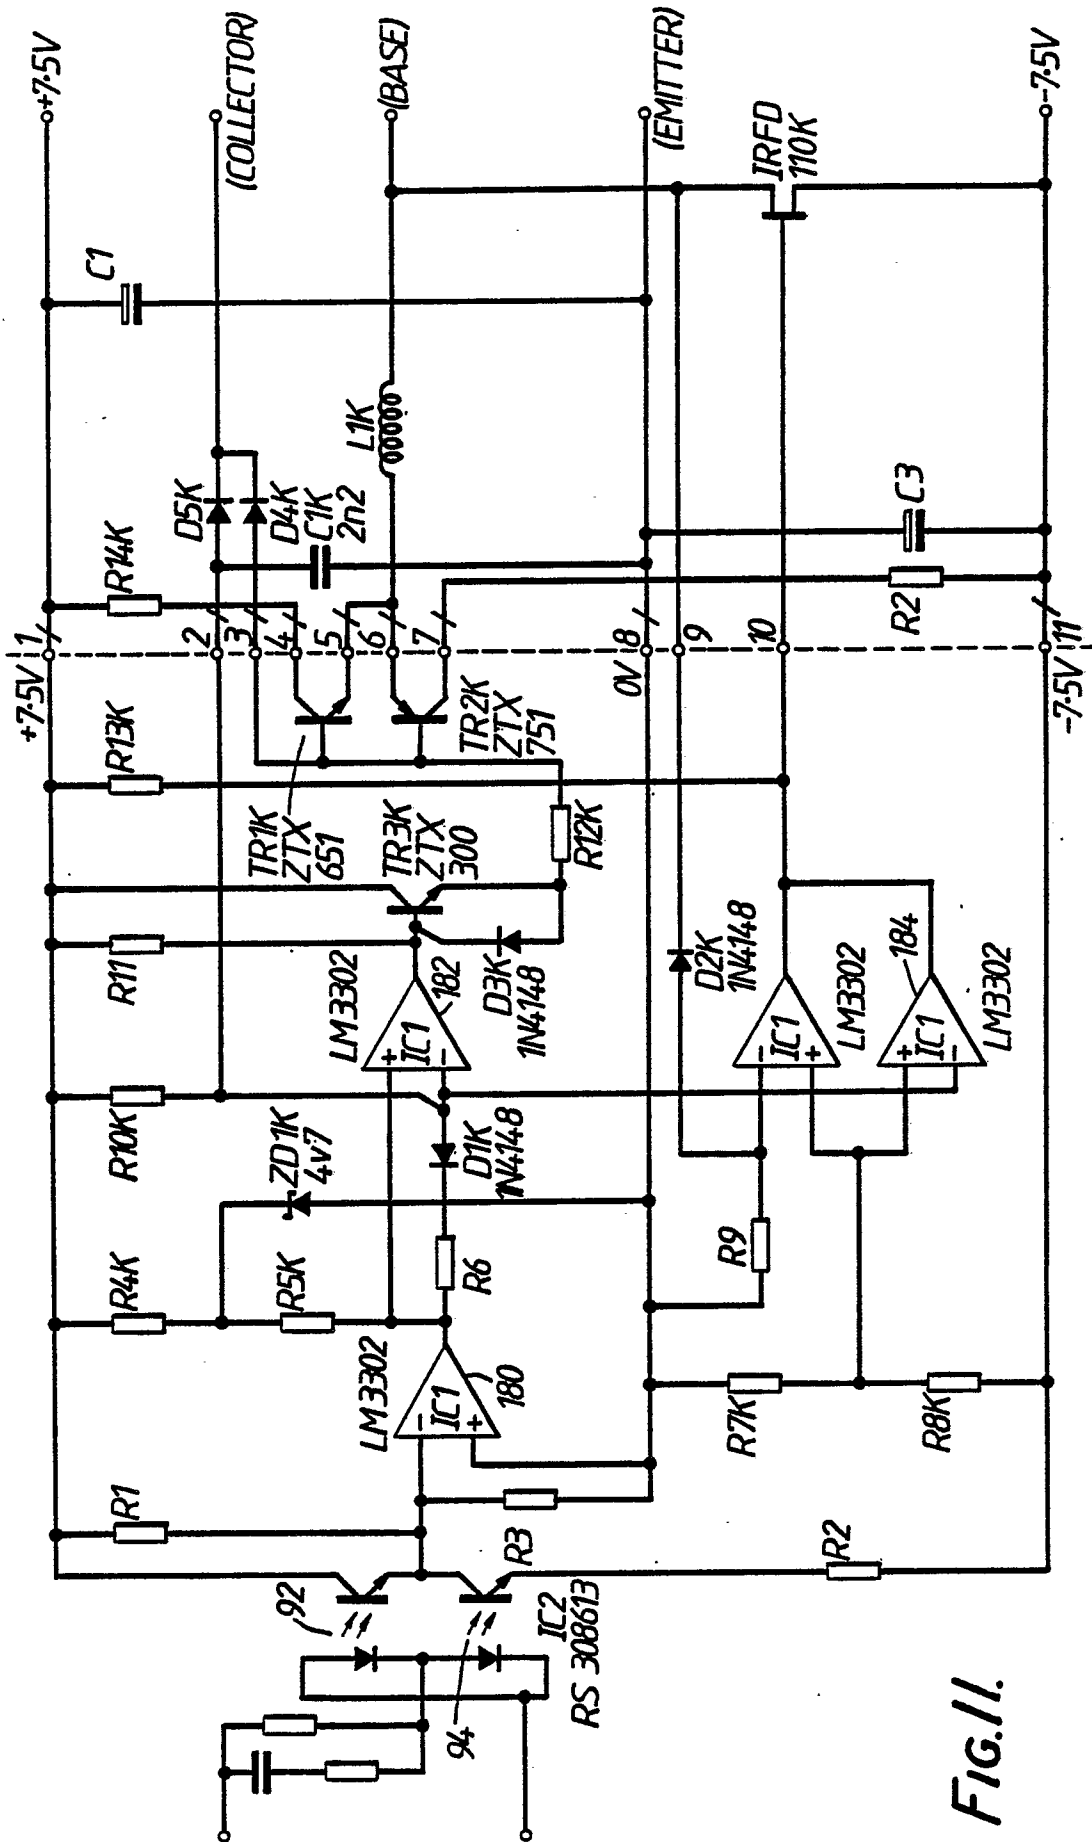 +7·5V
(COLLECTOR)
(BASE)
(EMITTER)
-7·5V
C1
L1K
IRFD
110K
R14K
D5K
D4K
C1K
2n2
C3
R2
1
2
3
4
5
6
7
8
9
10
11
+7·5V
0V
-7·5V
R13K
TR1K
ZTX
651
TR2K
ZTX
751
TR3K
ZTX
300
R12K
R11
LM3302
IC1
+
-
182
D3K
1N4148
D2K
1N4148
184
IC1
-
+
LM3302
IC1
+
-
LM3302
R10K
ZD1K
4v7
D1K
1N4148
R4K
R5K
R6
R9
LM3302
IC1
-
+
180
R7K
R8K
R1
R3
R2
92
94
IC2
RS 308613
FIG.11.